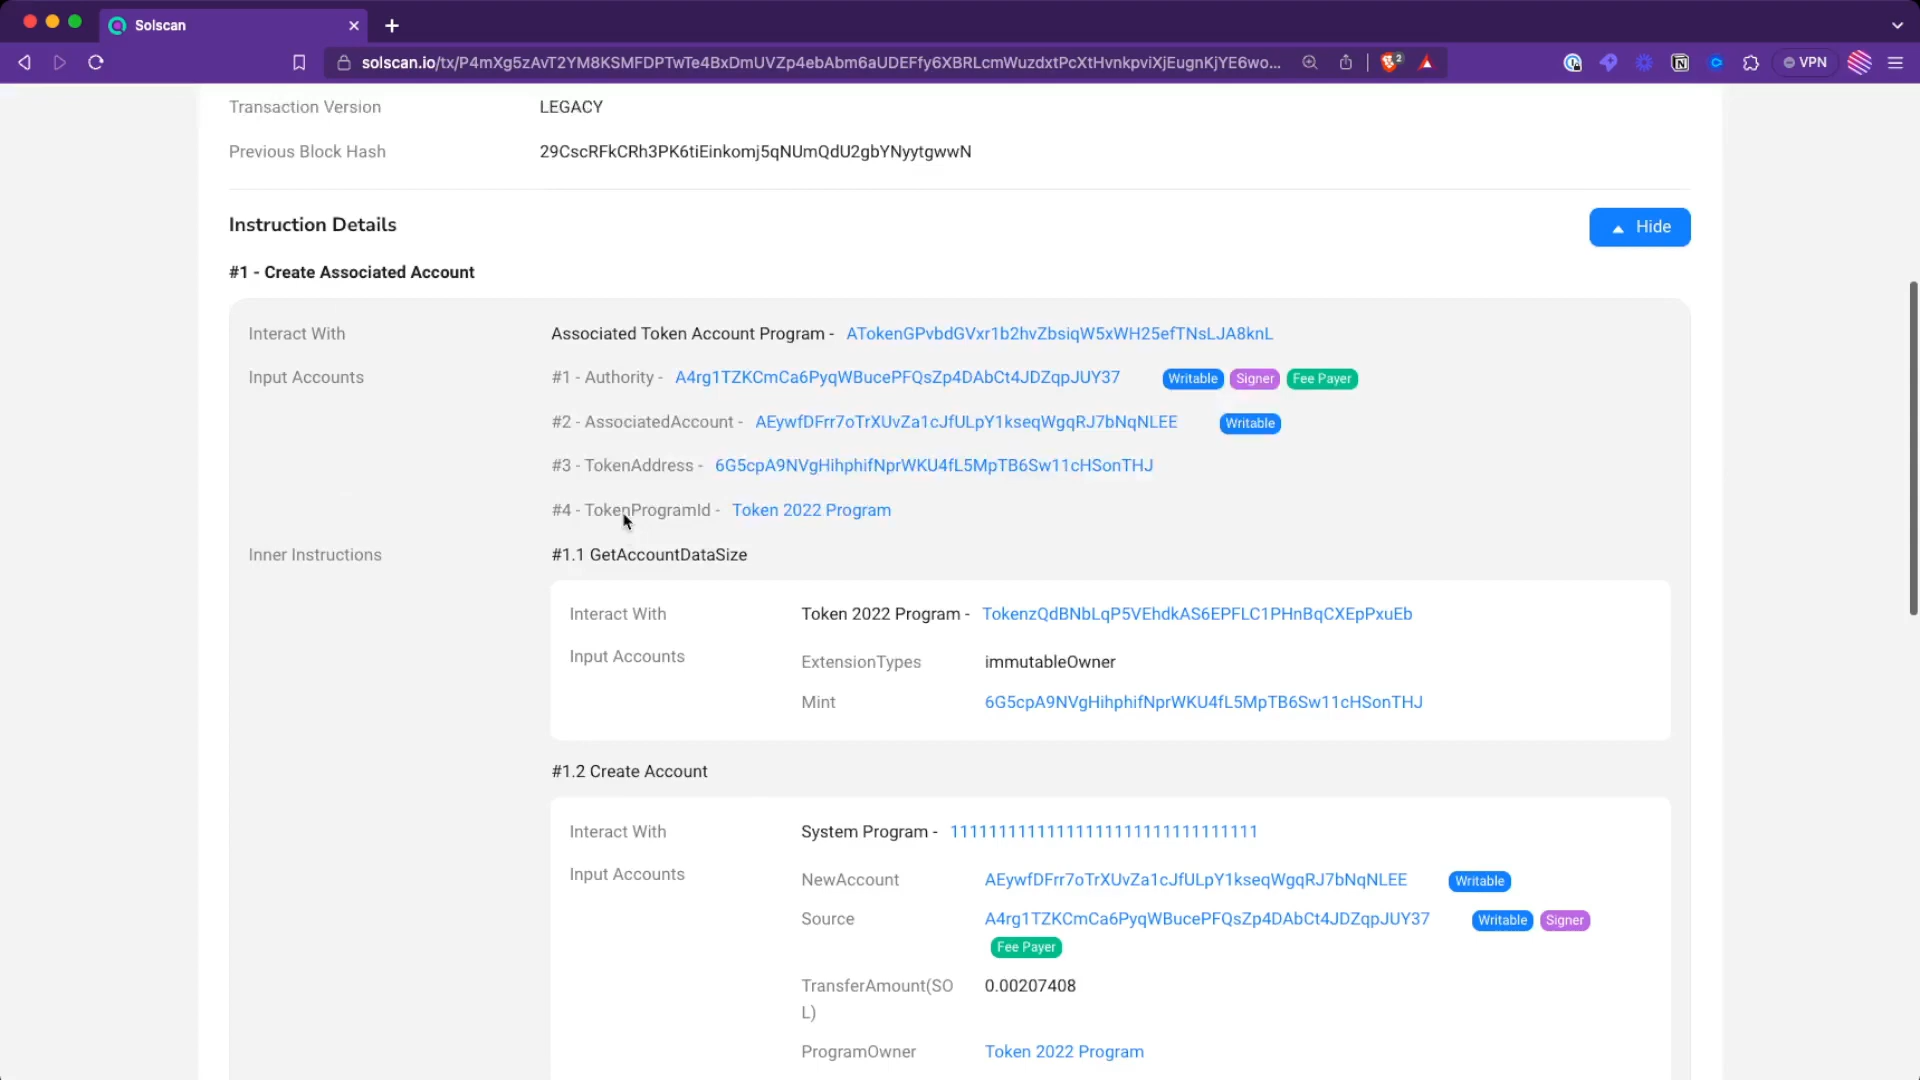 Solscan
solscan.io/tx/P4mXg5zAvT2YM8KSMFDPTwTe4BxDmUVZp4ebAbm6aUDEFfy6XBRLcmWuzdxtPcXtHvnkpviXjEugnKjYE6wo...
2
VPN
Transaction Version LEGACY
Previous Block Hash 29CscRFkCRh3PK6tiEinkomj5qNUmQdU2gbYNyytgwwN
Instruction Details
Hide
#1 - Create Associated Account
Interact With Associated Token Account Program - ATokenGPvbdGVxr1b2hvZbsiqW5xWH25efTNsLJA8knL
Input Accounts #1 - Authority - A4rg1TZKCmCa6PyqWBucePFQsZp4DAbCt4JDZqpJUY37 Writable Signer Fee Payer
#2 - AssociatedAccount - AEywfDFrr7oTrXUvZa1cJfULpY1kseqWgqRJ7bNqNLEE Writable
#3 - TokenAddress - 6G5cpA9NVgHihphifNprWKU4fL5MpTB6Sw11cHSonTHJ
#4 - TokenProgramId - Token 2022 Program
Inner Instructions #1.1 GetAccountDataSize
Interact With Token 2022 Program - TokenzQdBNbLqP5VEhdkAS6EPFLC1PHnBqCXEpPxuEb
Input Accounts ExtensionTypes immutableOwner
Mint 6G5cpA9NVgHihphifNprWKU4fL5MpTB6Sw11cHSonTHJ
#1.2 Create Account
Interact With System Program - 11111111111111111111111111111111
Input Accounts NewAccount AEywfDFrr7oTrXUvZa1cJfULpY1kseqWgqRJ7bNqNLEE Writable
Source A4rg1TZKCmCa6PyqWBucePFQsZp4DAbCt4JDZqpJUY37 Writable Signer
Fee Payer
TransferAmount(SO 0.00207408
L)
ProgramOwner Token 2022 Program